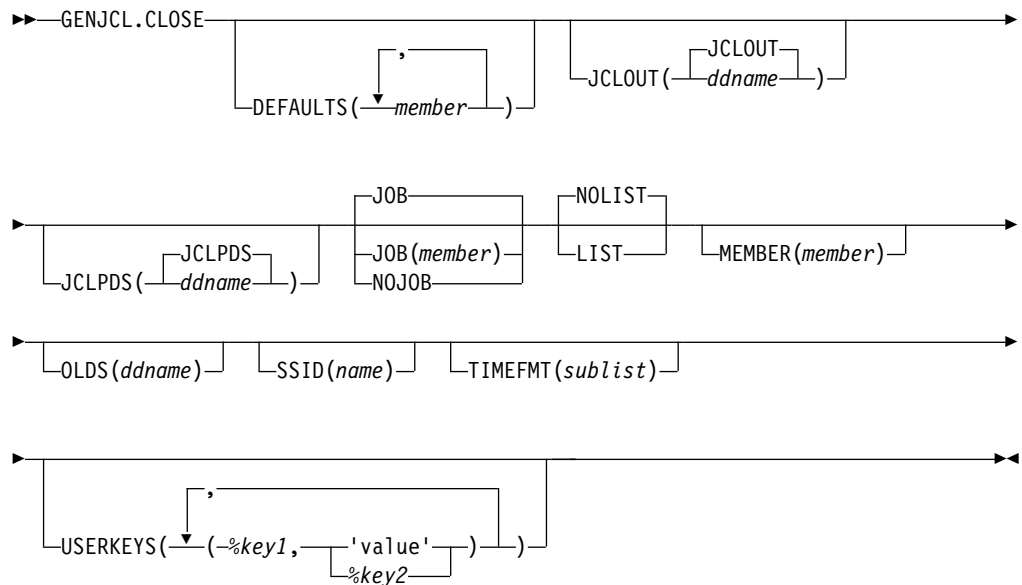 GENJCL.CLOSE
,
DEFAULTS( member )
JCLOUT
JCLOUT( ddname )
JCLPDS
JCLPDS( ddname )
JOB
JOB(member)
NOJOB
NOLIST
LIST
MEMBER(member)
OLDS(ddname)
SSID(name)
TIMEFMT(sublist)
,
USERKEYS( (%key1, 'value' ) )
%key2